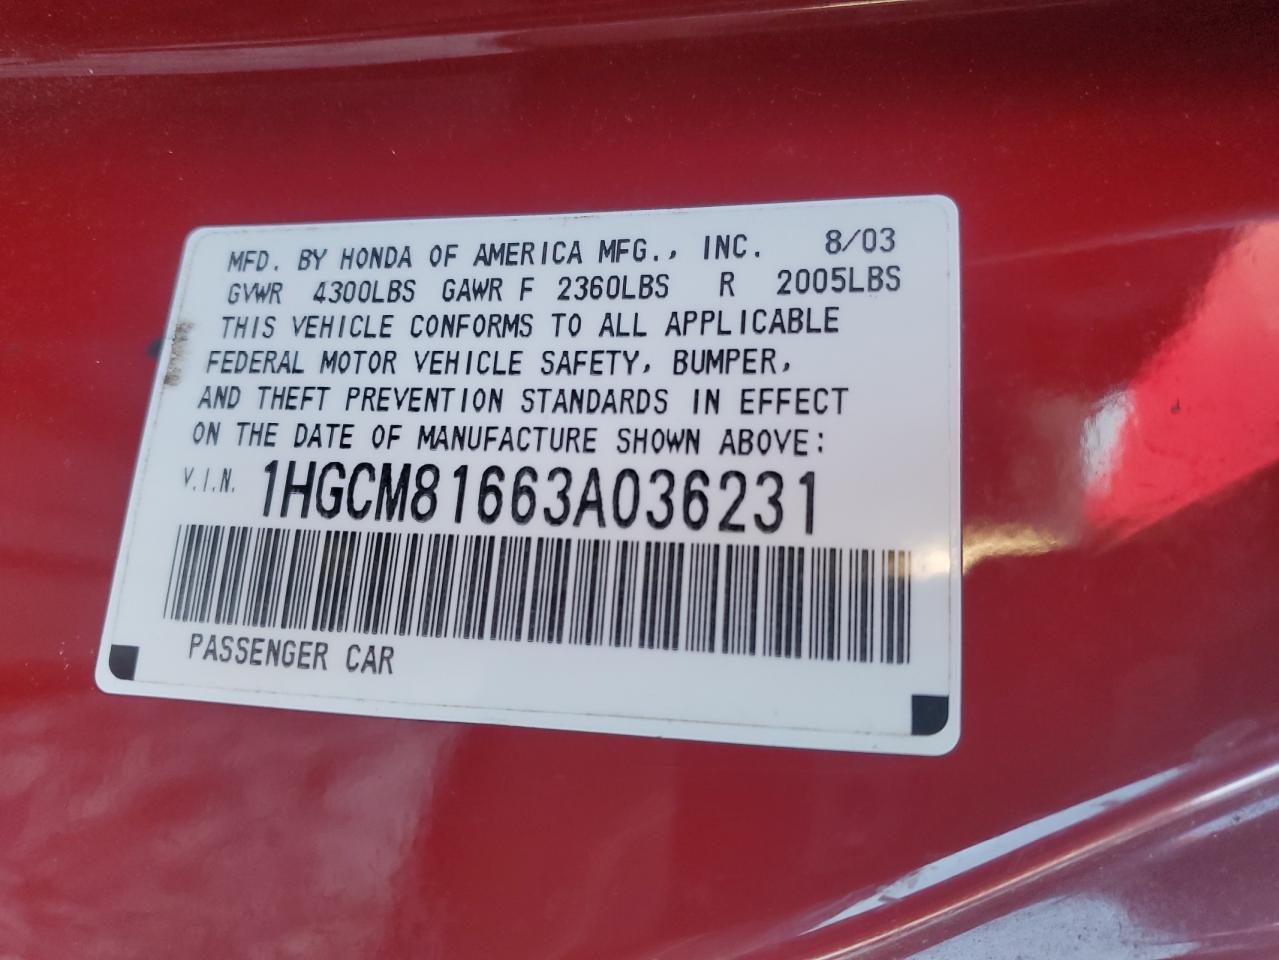 MFD. BY HONDA OF AMERICA MFG., INC. 8/03
GVWR 4300LBS GAWR F 2360LBS R 2005LBS
THIS VEHICLE CONFORMS TO ALL APPLICABLE
FEDERAL MOTOR VEHICLE SAFETY, BUMPER,
AND THEFT PREVENTION STANDARDS IN EFFECT
ON THE DATE OF MANUFACTURE SHOWN ABOVE:
V.I.N. 1HGCM81663A036231
PASSENGER CAR